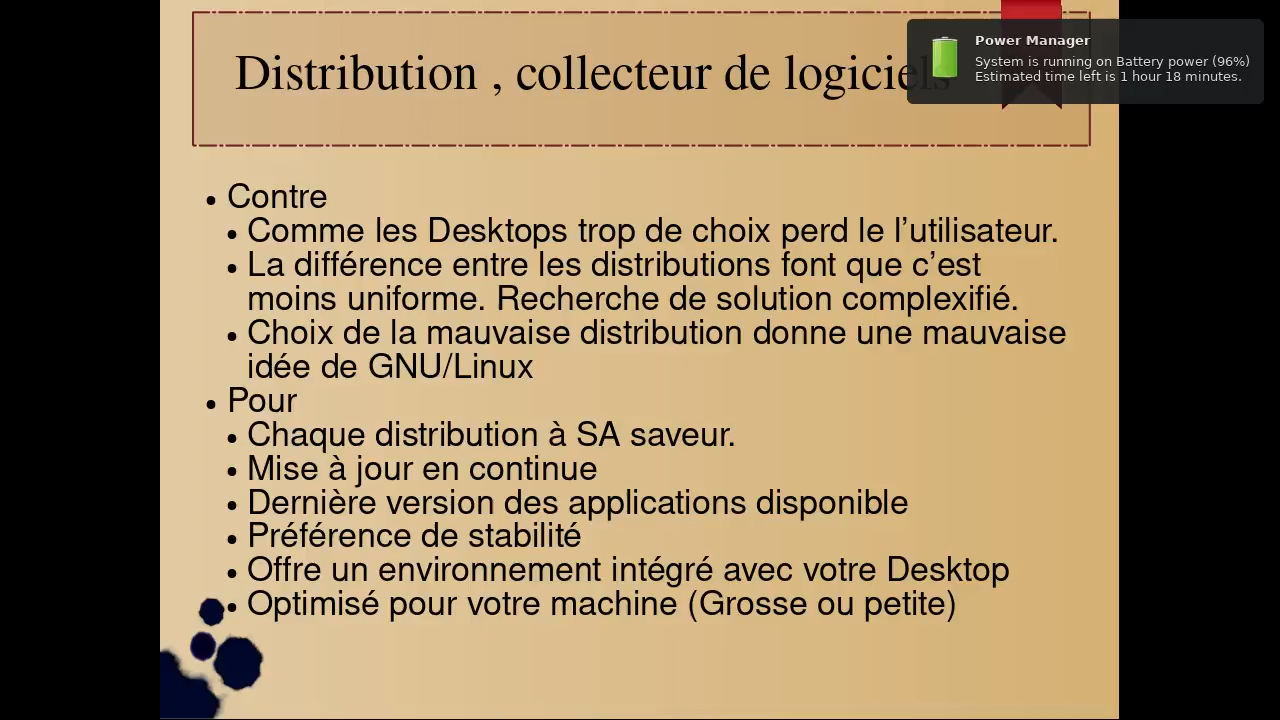 Distribution , collecteur de logiciels
Power Manager
System is running on Battery power (96%)
Estimated time left is 1 hour 18 minutes.
• Contre
• Comme les Desktops trop de choix perd le l’utilisateur.
• La différence entre les distributions font que c’est
moins uniforme. Recherche de solution complexifié.
• Choix de la mauvaise distribution donne une mauvaise
idée de GNU/Linux
• Pour
• Chaque distribution à SA saveur.
• Mise à jour en continue
• Dernière version des applications disponible
• Préférence de stabilité
• Offre un environnement intégré avec votre Desktop
• Optimisé pour votre machine (Grosse ou petite)